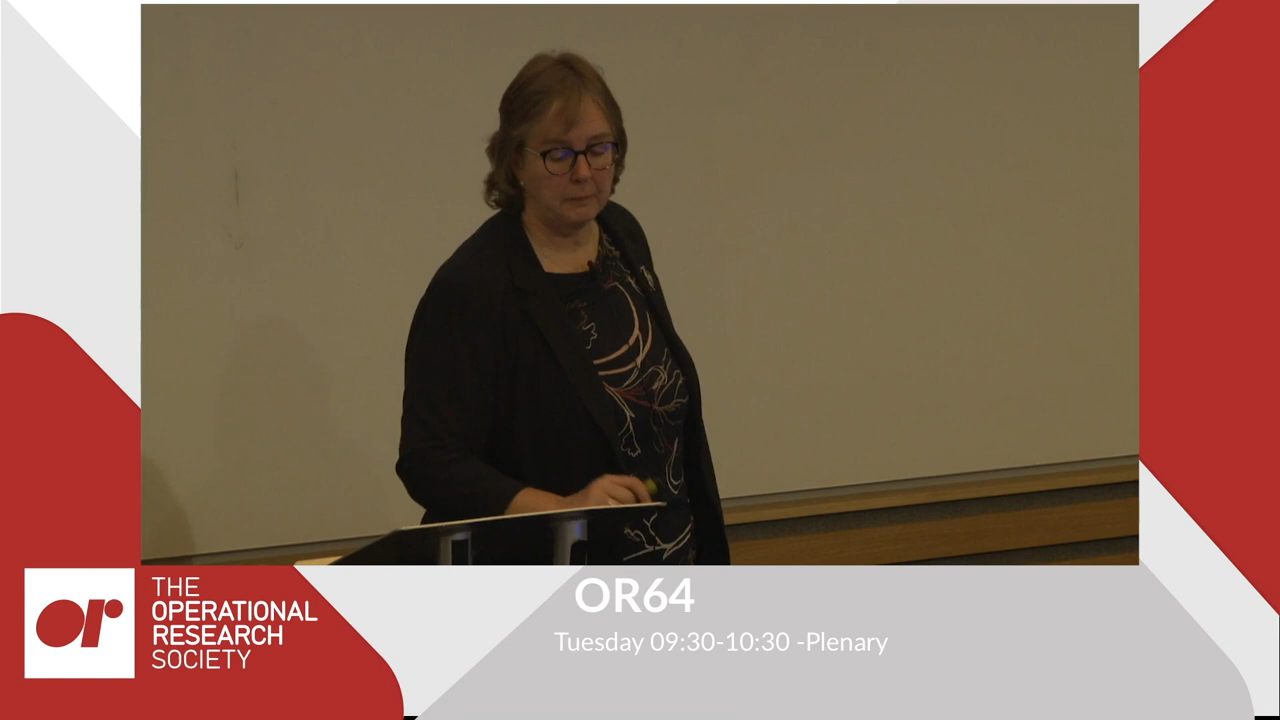 OR64
Tuesday 09:30-10:30 -Plenary
or
THE
OPERATIONAL
RESEARCH
SOCIETY